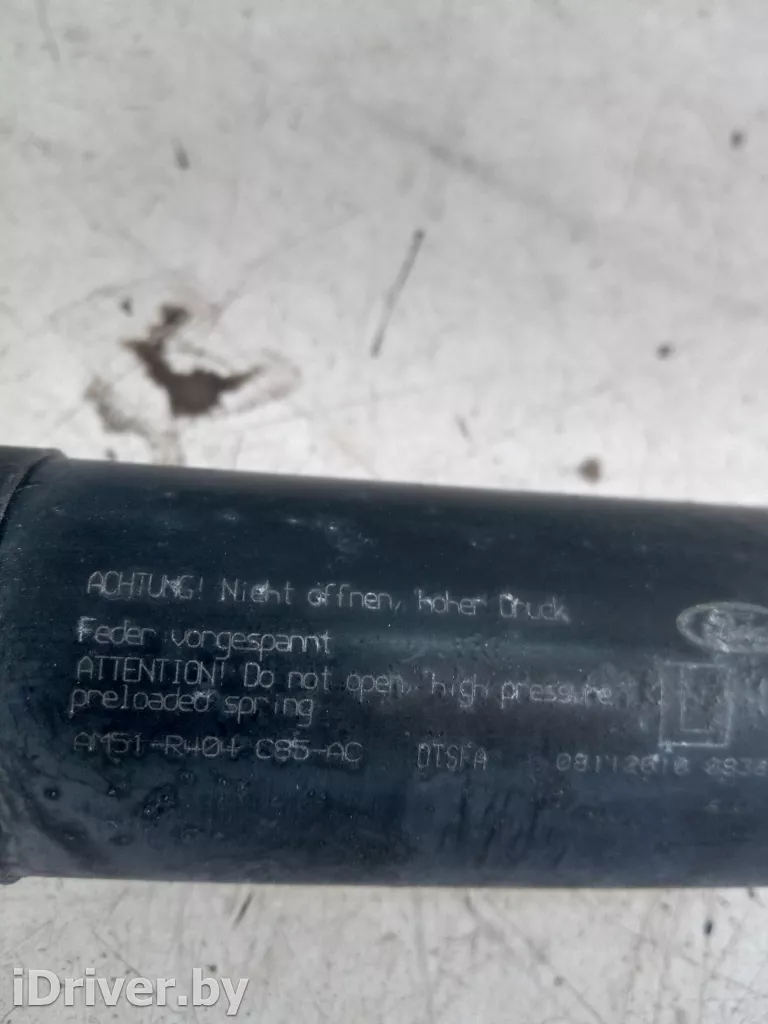 ACHTUNG! Nicht öffnen, hoher Druck
Feder vorgespannt
ATTENTION! Do not open, high pressure
preloaded spring
AM51-R404 C85-AC DTSFA 08112010
Ford
L
iDriver.by